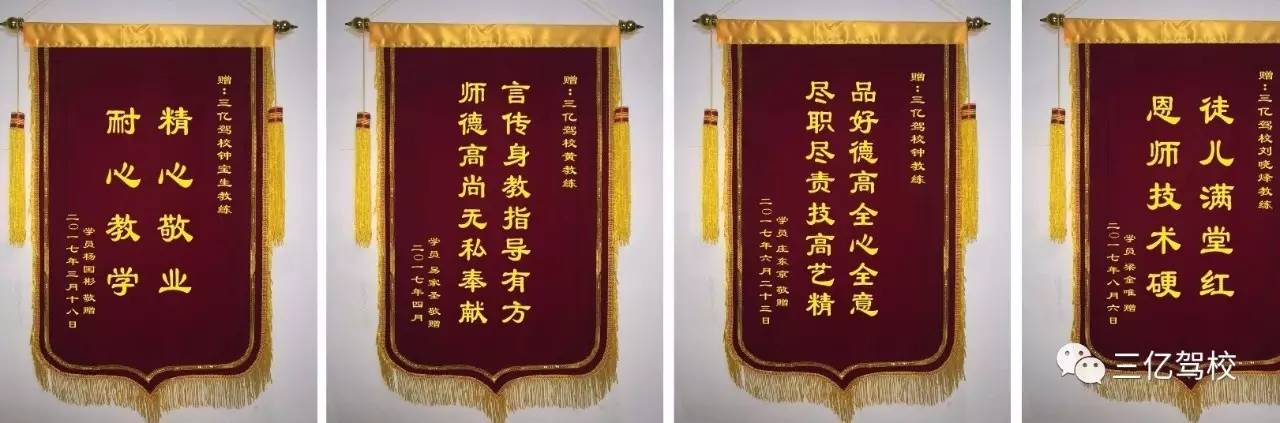 赠：三亿驾校钟宝生教练
精心敬业
耐心教学
学员杨国彬 敬赠
二〇一七年三月十八日
赠：三亿驾校黄教练
言传身教指导有方
师德高尚无私奉献
学员 吴家圣 敬赠
二〇一七年四月
赠：三亿驾校钟教练
品好德高全心全意
尽职尽责技高艺精
学员 庄东京 敬赠
二〇一七年六月二十三日
赠：三亿驾校刘晓烽教练
徒儿满堂红
恩师技术硬
学员 梁金唯 赠
二〇一七年八月六日
三亿驾校